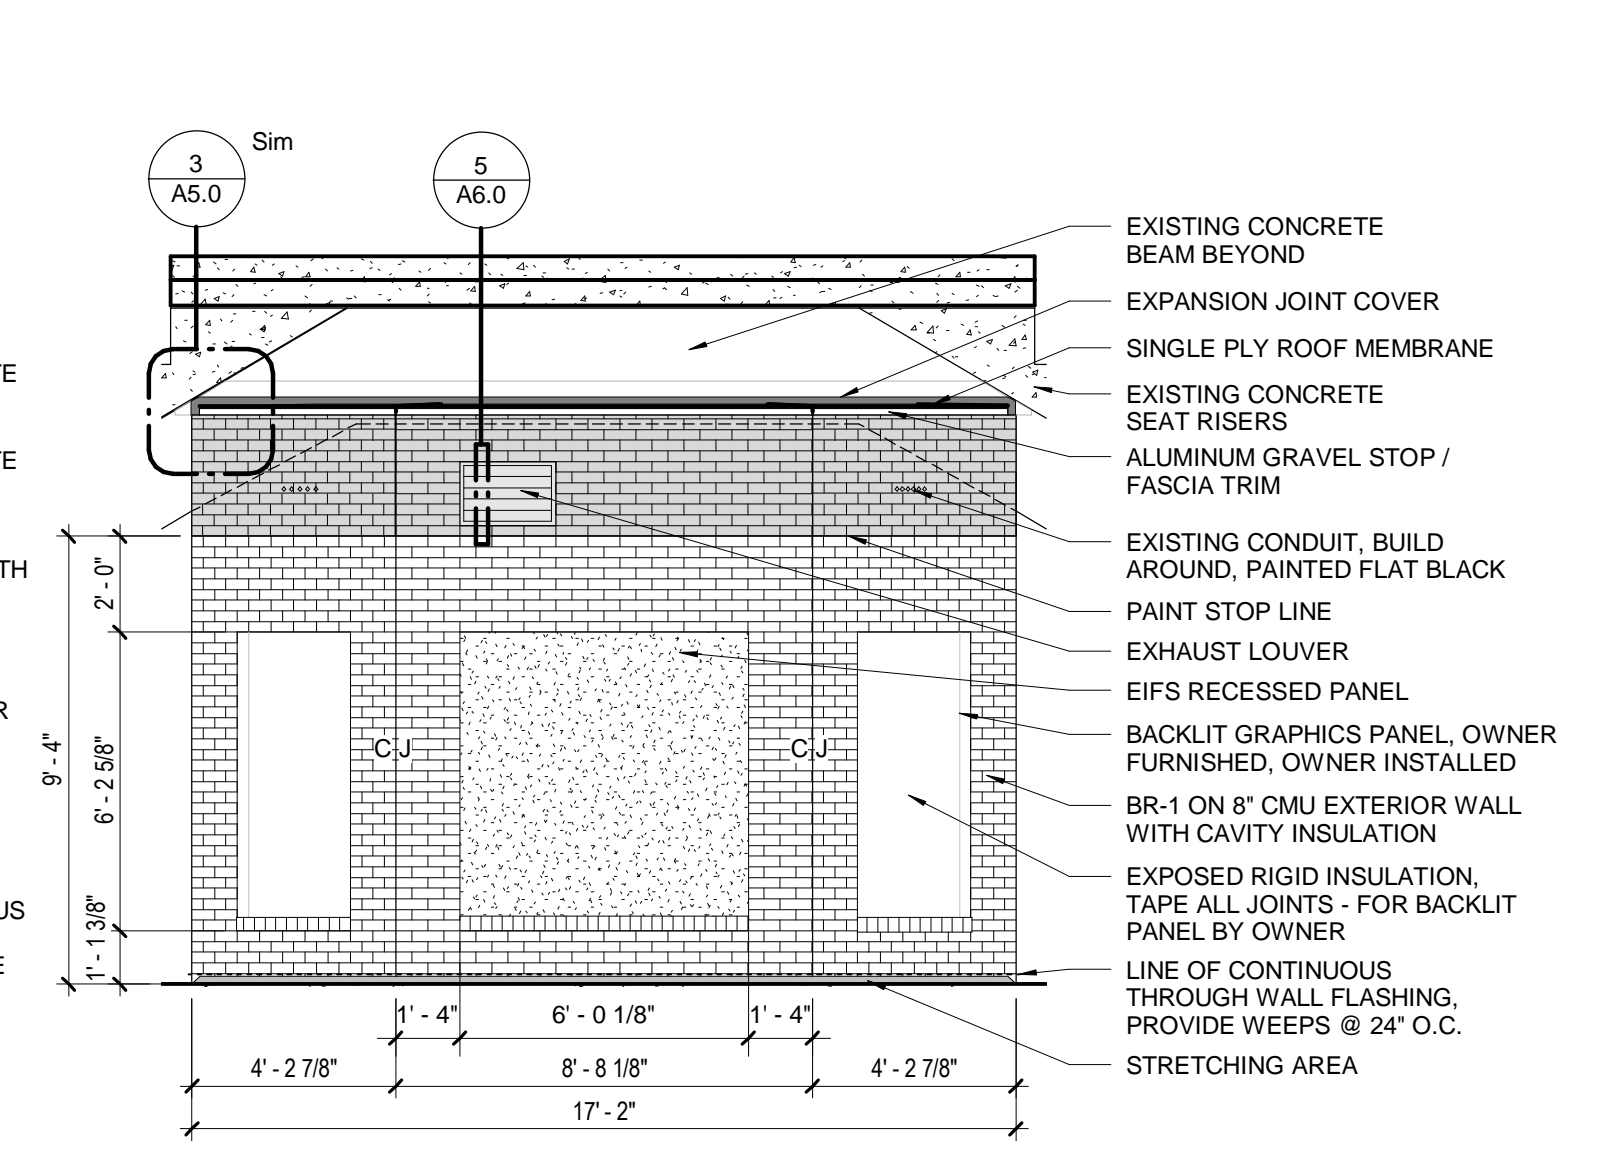 3
A5.0
Sim
5
A6.0
EXISTING CONCRETE
BEAM BEYOND
EXPANSION JOINT COVER
SINGLE PLY ROOF MEMBRANE
EXISTING CONCRETE
SEAT RISERS
ALUMINUM GRAVEL STOP /
FASCIA TRIM
EXISTING CONDUIT, BUILD
AROUND, PAINTED FLAT BLACK
PAINT STOP LINE
EXHAUST LOUVER
EIFS RECESSED PANEL
BACKLIT GRAPHICS PANEL, OWNER
FURNISHED, OWNER INSTALLED
BR-1 ON 8" CMU EXTERIOR WALL
WITH CAVITY INSULATION
EXPOSED RIGID INSULATION,
TAPE ALL JOINTS - FOR BACKLIT
PANEL BY OWNER
LINE OF CONTINUOUS
THROUGH WALL FLASHING,
PROVIDE WEEPS @ 24" O.C.
STRETCHING AREA
TE
TE
TH
R
US
E
9' - 4"
2' - 0"
6' - 2 5/8"
1' - 1 3/8"
CJ
CJ
1' - 4"
6' - 0 1/8"
1' - 4"
4' - 2 7/8"
8' - 8 1/8"
4' - 2 7/8"
17' - 2"